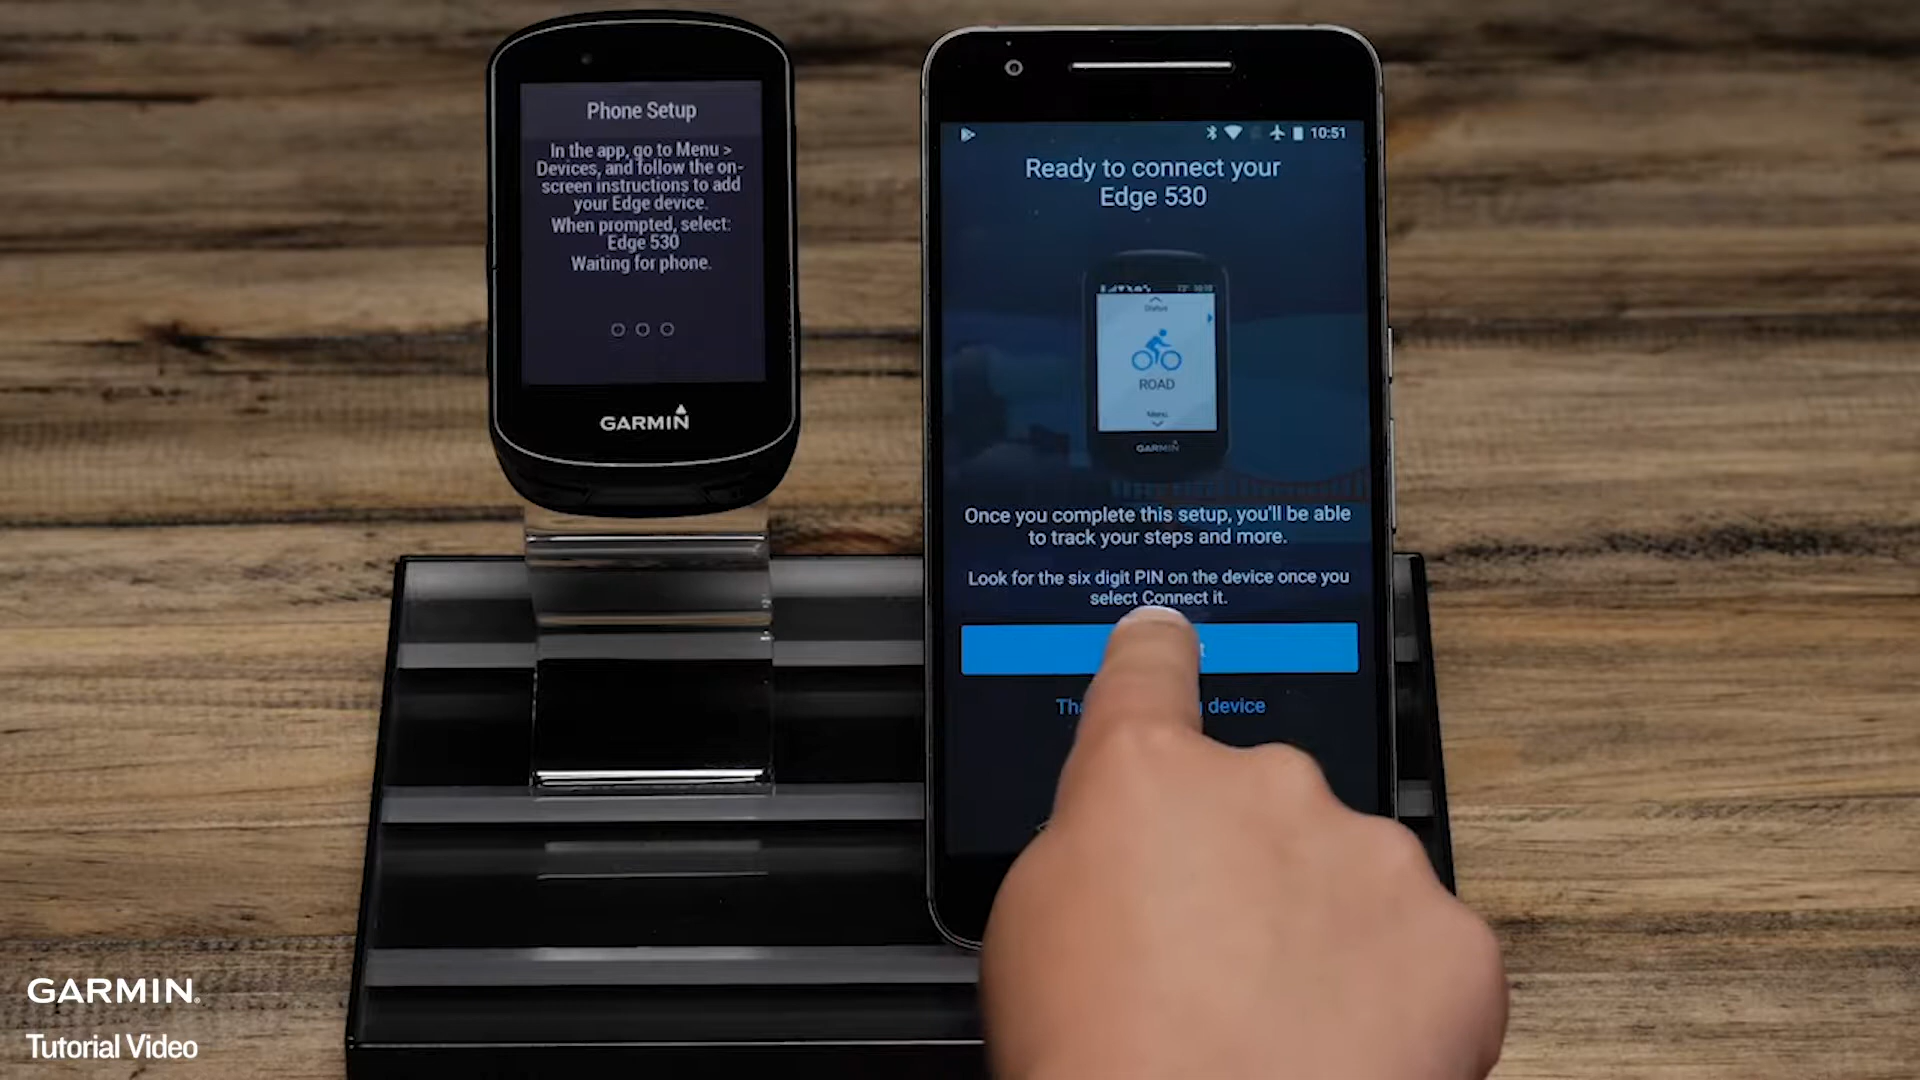 Phone Setup
In the app, go to Menu >
Devices, and follow the on-
screen instructions to add
your Edge device.
When prompted, select:
Edge 530
Waiting for phone.
GARMIN
10:51
Ready to connect your
Edge 530
Status
ROAD
Menu
GARMIN
Once you complete this setup, you'll be able
to track your steps and more.
Look for the six digit PIN on the device once you
select Connect it.
device
GARMIN
Tutorial Video